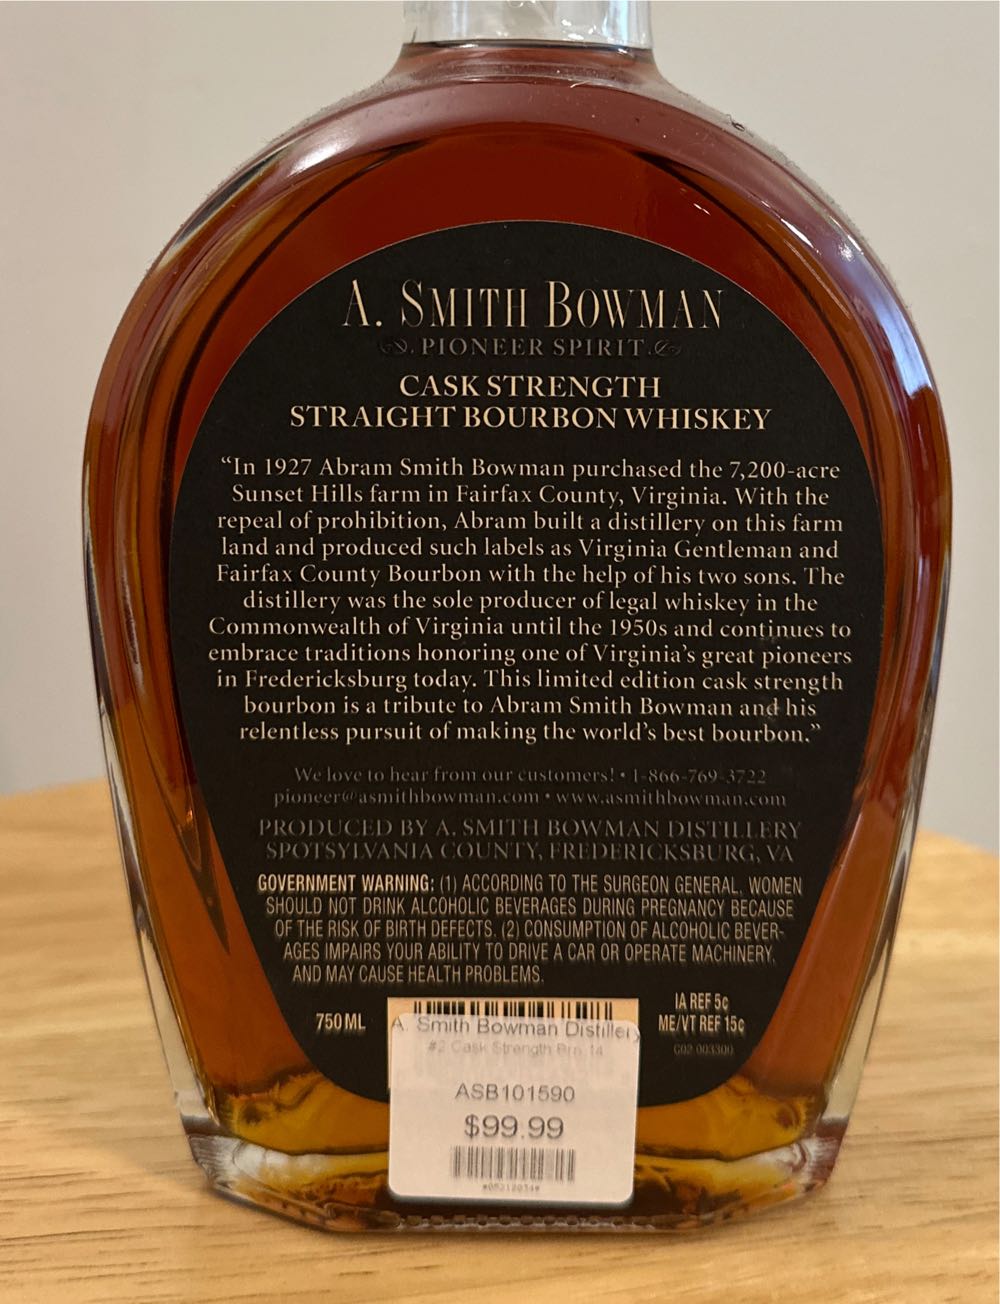 A. SMITH BOWMAN
PIONEER SPIRIT
CASK STRENGTH
STRAIGHT BOURBON WHISKEY
“In 1927 Abram Smith Bowman purchased the 7,200-acre
Sunset Hills farm in Fairfax County, Virginia. With the
repeal of prohibition, Abram built a distillery on this farm
land and produced such labels as Virginia Gentleman and
Fairfax County Bourbon with the help of his two sons. The
distillery was the sole producer of legal whiskey in the
Commonwealth of Virginia until the 1950s and continues to
embrace traditions honoring one of Virginia’s great pioneers
in Fredericksburg today. This limited edition cask strength
bourbon is a tribute to Abram Smith Bowman and his
relentless pursuit of making the world’s best bourbon.”
We love to hear from our customers! • 1-866-769-3722
pioneer@asmithbowman.com • www.asmithbowman.com
PRODUCED BY A. SMITH BOWMAN DISTILLERY
SPOTSYLVANIA COUNTY, FREDERICKSBURG, VA
GOVERNMENT WARNING: (1) ACCORDING TO THE SURGEON GENERAL, WOMEN
SHOULD NOT DRINK ALCOHOLIC BEVERAGES DURING PREGNANCY BECAUSE
OF THE RISK OF BIRTH DEFECTS. (2) CONSUMPTION OF ALCOHOLIC BEVER-
AGES IMPAIRS YOUR ABILITY TO DRIVE A CAR OR OPERATE MACHINERY,
AND MAY CAUSE HEALTH PROBLEMS.
750 ML
IA REF 5¢
ME/VT REF 15¢
G02 003300
A. Smith Bowman Distillery
#2 Cask Strength Brn 14
ASB101590
$99.99